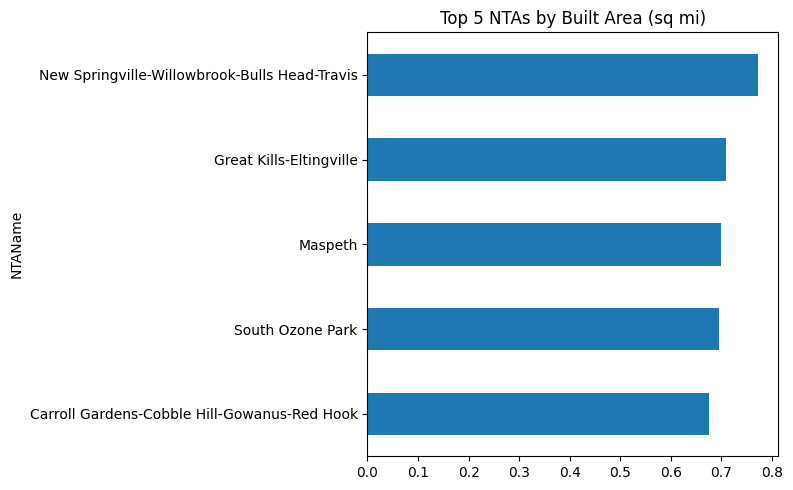 Top 5 NTAs by Built Area (sq mi)
NTAName
New Springville-Willowbrook-Bulls Head-Travis
Great Kills-Eltingville
Maspeth
South Ozone Park
Carroll Gardens-Cobble Hill-Gowanus-Red Hook
0.0 0.1 0.2 0.3 0.4 0.5 0.6 0.7 0.8